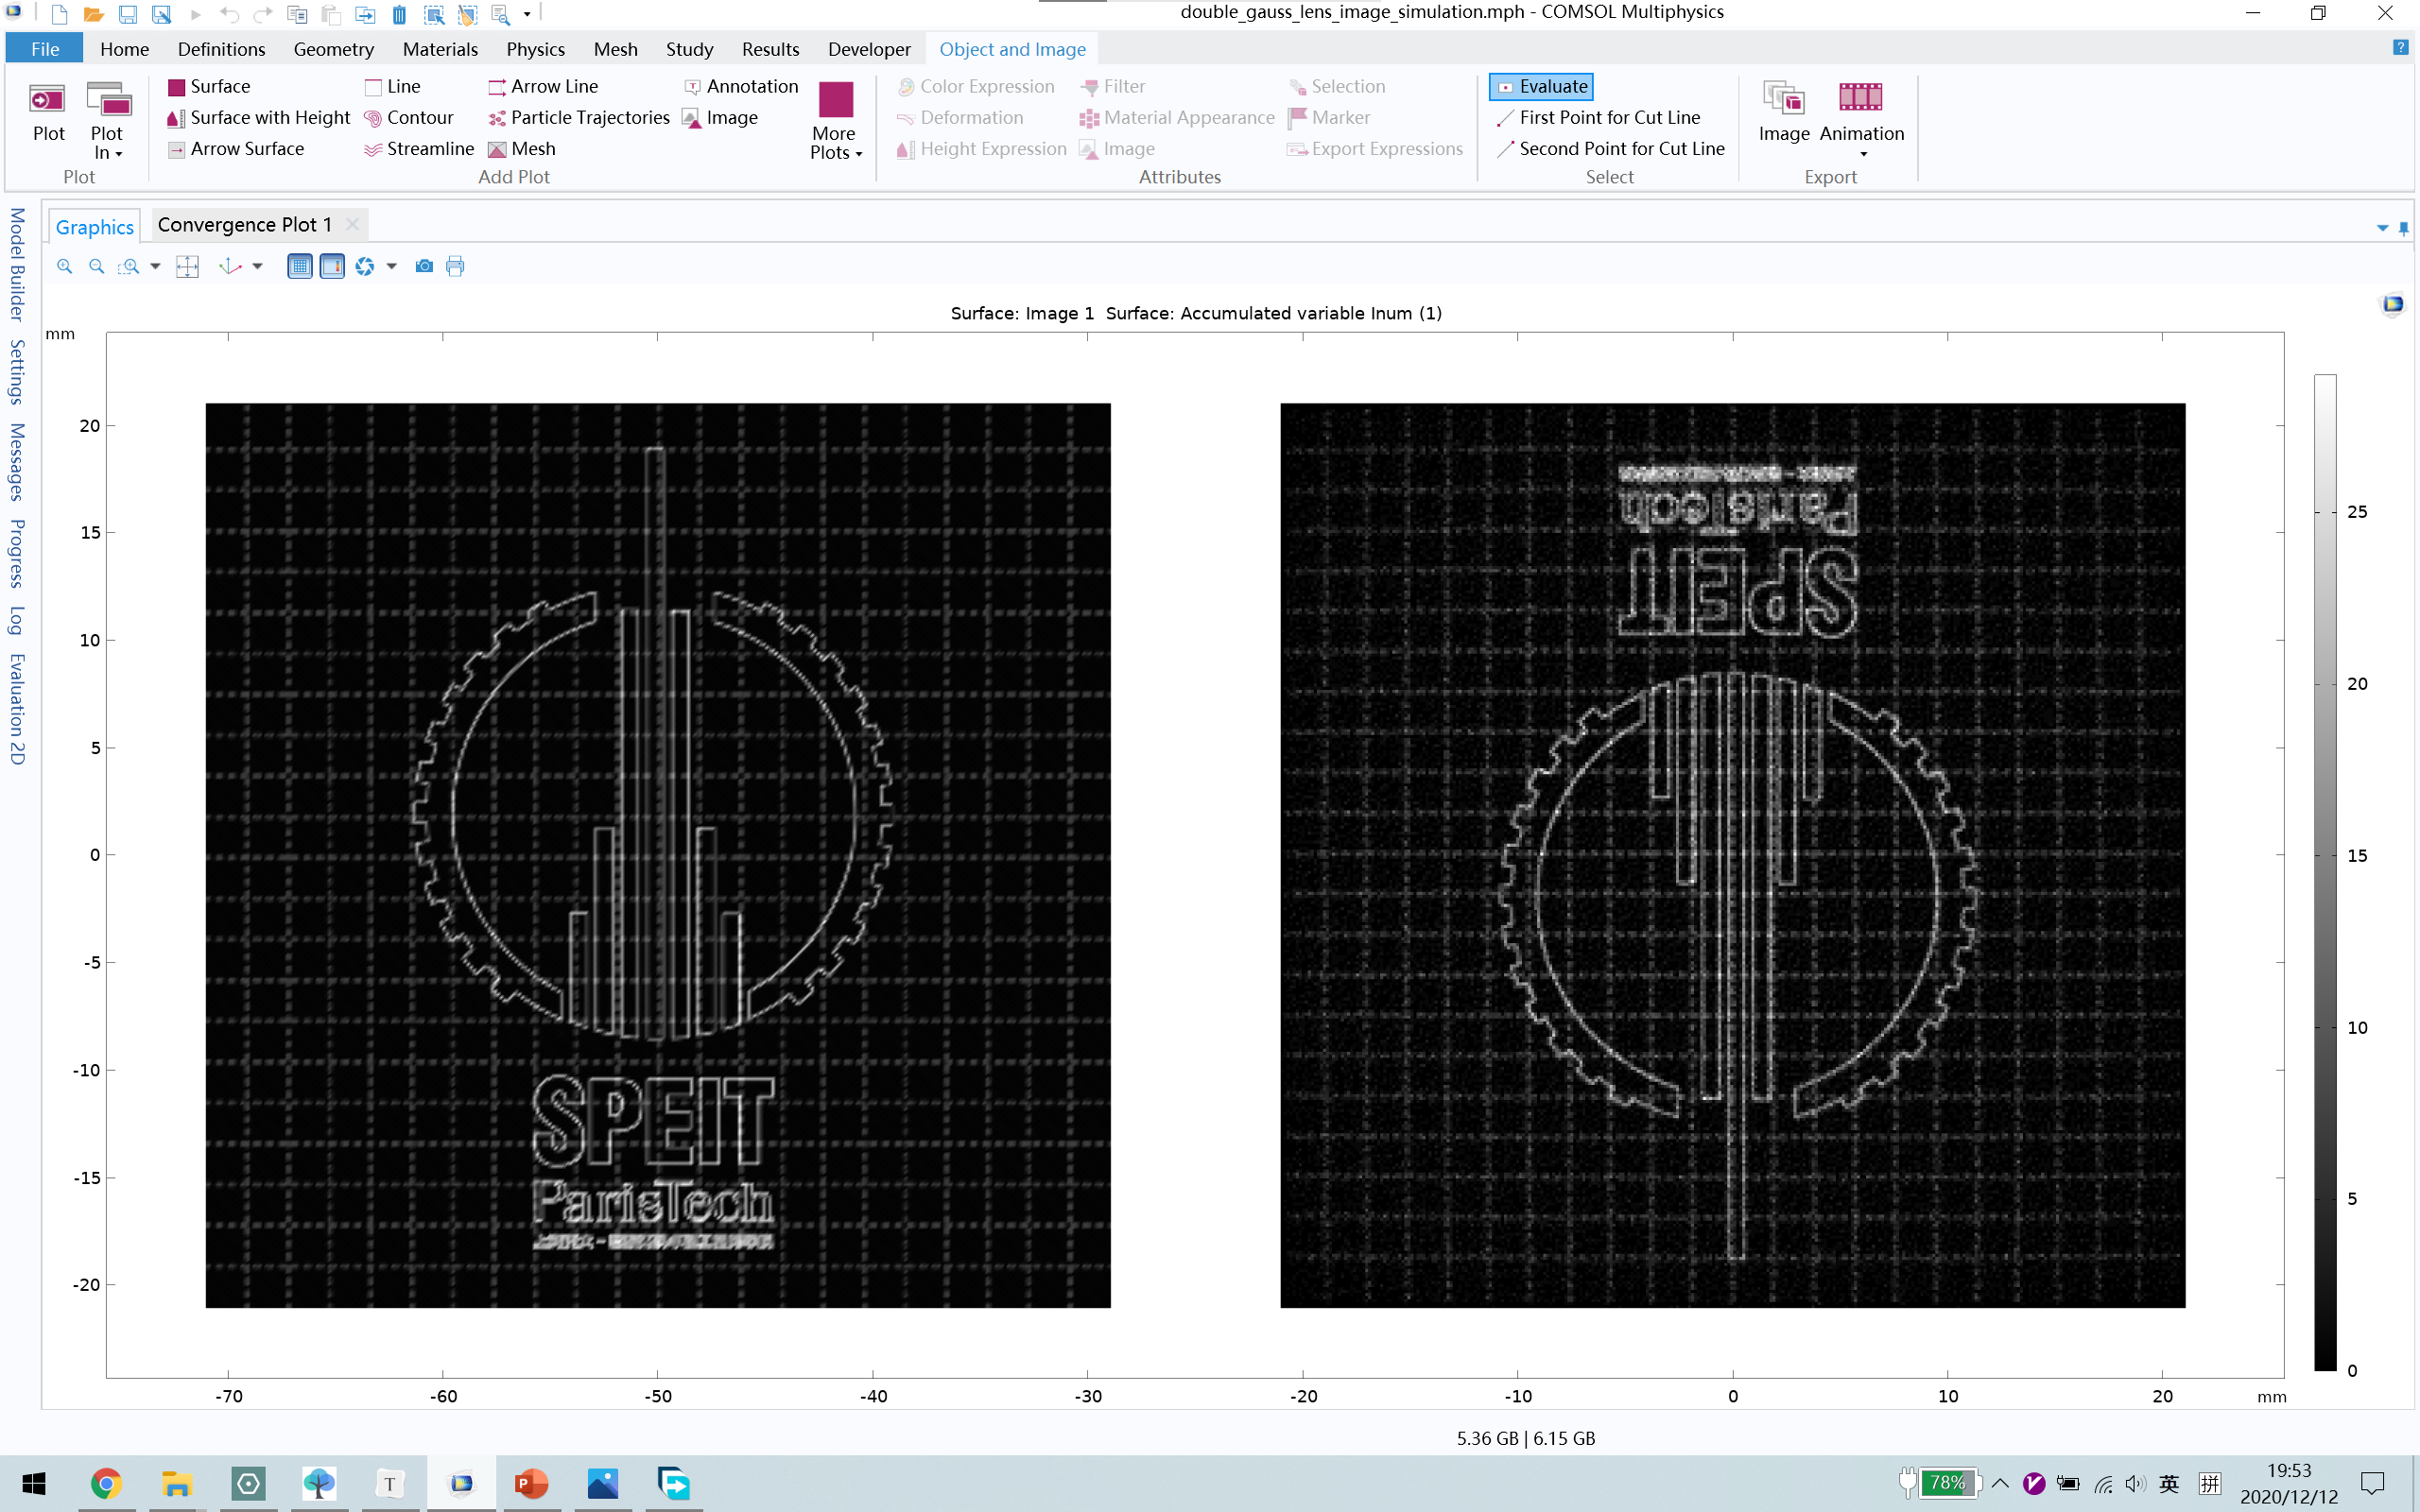 double_gauss_lens_image_simulation.mph - COMSOL Multiphysics
File Home Definitions Geometry Materials Physics Mesh Study Results Developer Object and Image
Surface Line Arrow Line Annotation Color Expression Filter Selection Evaluate
Surface with Height Contour Particle Trajectories Image Deformation Material Appearance Marker First Point for Cut Line
Arrow Surface Streamline Mesh Height Expression Image Export Expressions Second Point for Cut Line
Plot Plot In More Plots Image Animation
Plot Add Plot Attributes Select Export
Graphics Convergence Plot 1
Model Builder
Settings
Messages
Progress
Log
Evaluation 2D
Surface: Image 1 Surface: Accumulated variable Inum (1)
mm
20
15
10
5
0
-5
-10
-15
-20
SPEIT
ParisTech
ParisTech
SPEIT
25
20
15
10
5
0
-70 -60 -50 -40 -30 -20 -10 0 10 20 mm
5.36 GB | 6.15 GB
T
P
78%
英
拼
19:53
2020/12/12